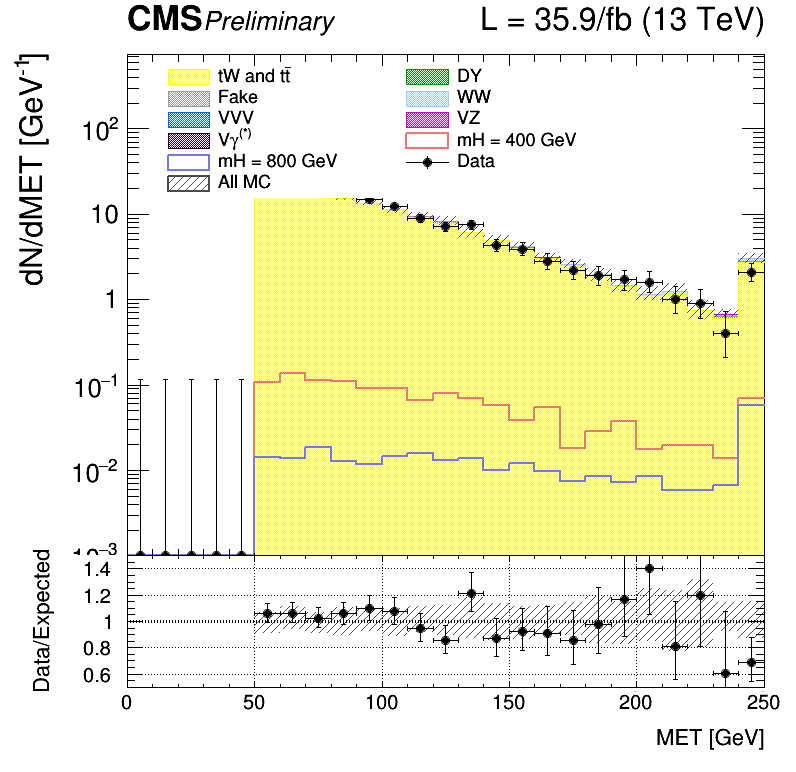 CMS Preliminary L = 35.9/fb (13 TeV)
dN/dMET [GeV⁻¹]
tW and tt̄ DY
Fake WW
VVV VZ
Vγ(*) mH = 400 GeV
mH = 800 GeV Data
All MC
10²
10
1
10⁻¹
10⁻²
10⁻³
Data/Expected
1.4
1.2
1
0.8
0.6
0 50 100 150 200 250
MET [GeV]